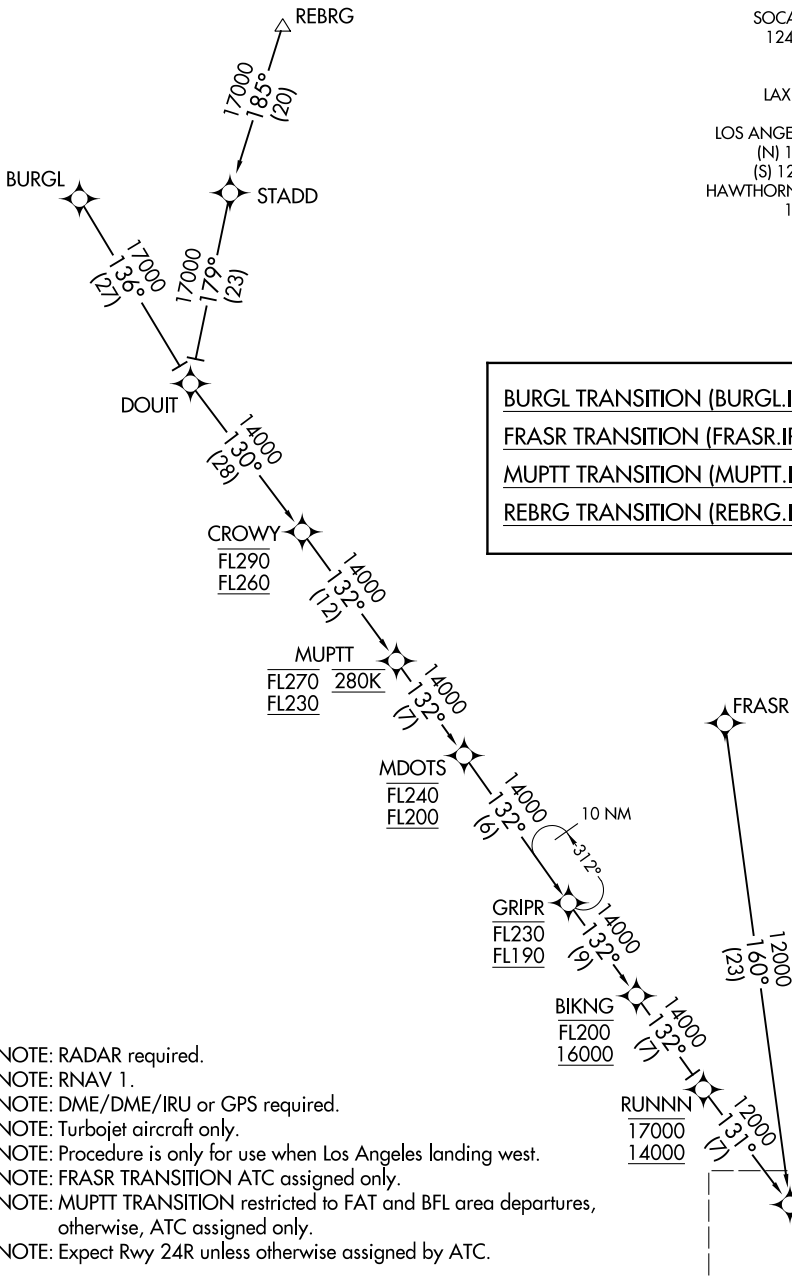 REBRG
17000
185°
(20)
SOCA
124
LAX
LOS ANGE
(N) 1
(S) 12
HAWTHORN
1
BURGL
STADD
17000
136°
(27)
17000
179°
(23)
DOUIT
BURGL TRANSITION (BURGL.I
FRASR TRANSITION (FRASR.IR
MUPTT TRANSITION (MUPTT.I
REBRG TRANSITION (REBRG.I
14000
130°
(28)
CROWY
FL290
FL260
14000
132°
(12)
MUPTT
FL270 280K
FL230
14000
132°
(7)
FRASR
MDOTS
FL240
FL200
14000
132°
(6)
10 NM
312°
GRIPR
FL230
FL190
14000
132°
(9)
12000
160°
(23)
BIKNG
FL200
16000
14000
132°
(7)
RUNNN
17000
14000
12000
131°
(7)
NOTE: RADAR required.
NOTE: RNAV 1.
NOTE: DME/DME/IRU or GPS required.
NOTE: Turbojet aircraft only.
NOTE: Procedure is only for use when Los Angeles landing west.
NOTE: FRASR TRANSITION ATC assigned only.
NOTE: MUPTT TRANSITION restricted to FAT and BFL area departures,
otherwise, ATC assigned only.
NOTE: Expect Rwy 24R unless otherwise assigned by ATC.